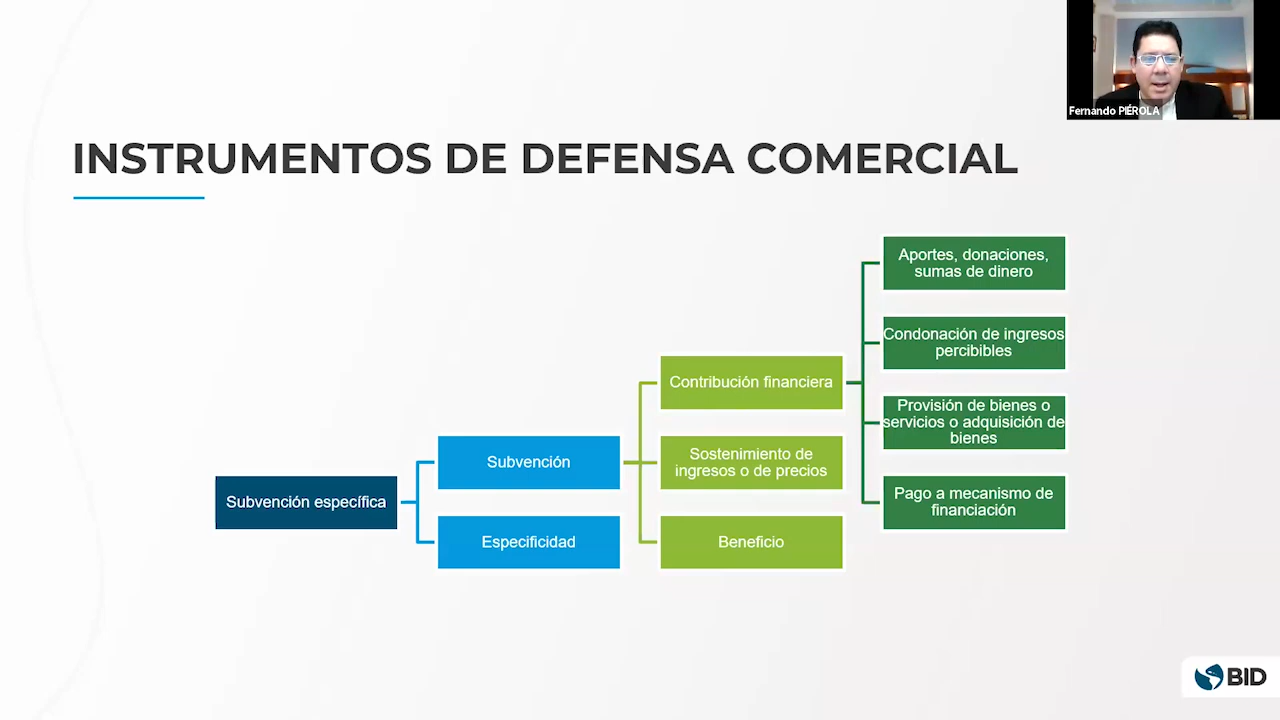 Fernando PIÉROLA
INSTRUMENTOS DE DEFENSA COMERCIAL
Subvención específica
Subvención
Especificidad
Contribución financiera
Sostenimiento de
ingresos o de precios
Beneficio
Aportes, donaciones,
sumas de dinero
Condonación de ingresos
percibibles
Provisión de bienes o
servicios o adquisición de
bienes
Pago a mecanismo de
financiación
BID